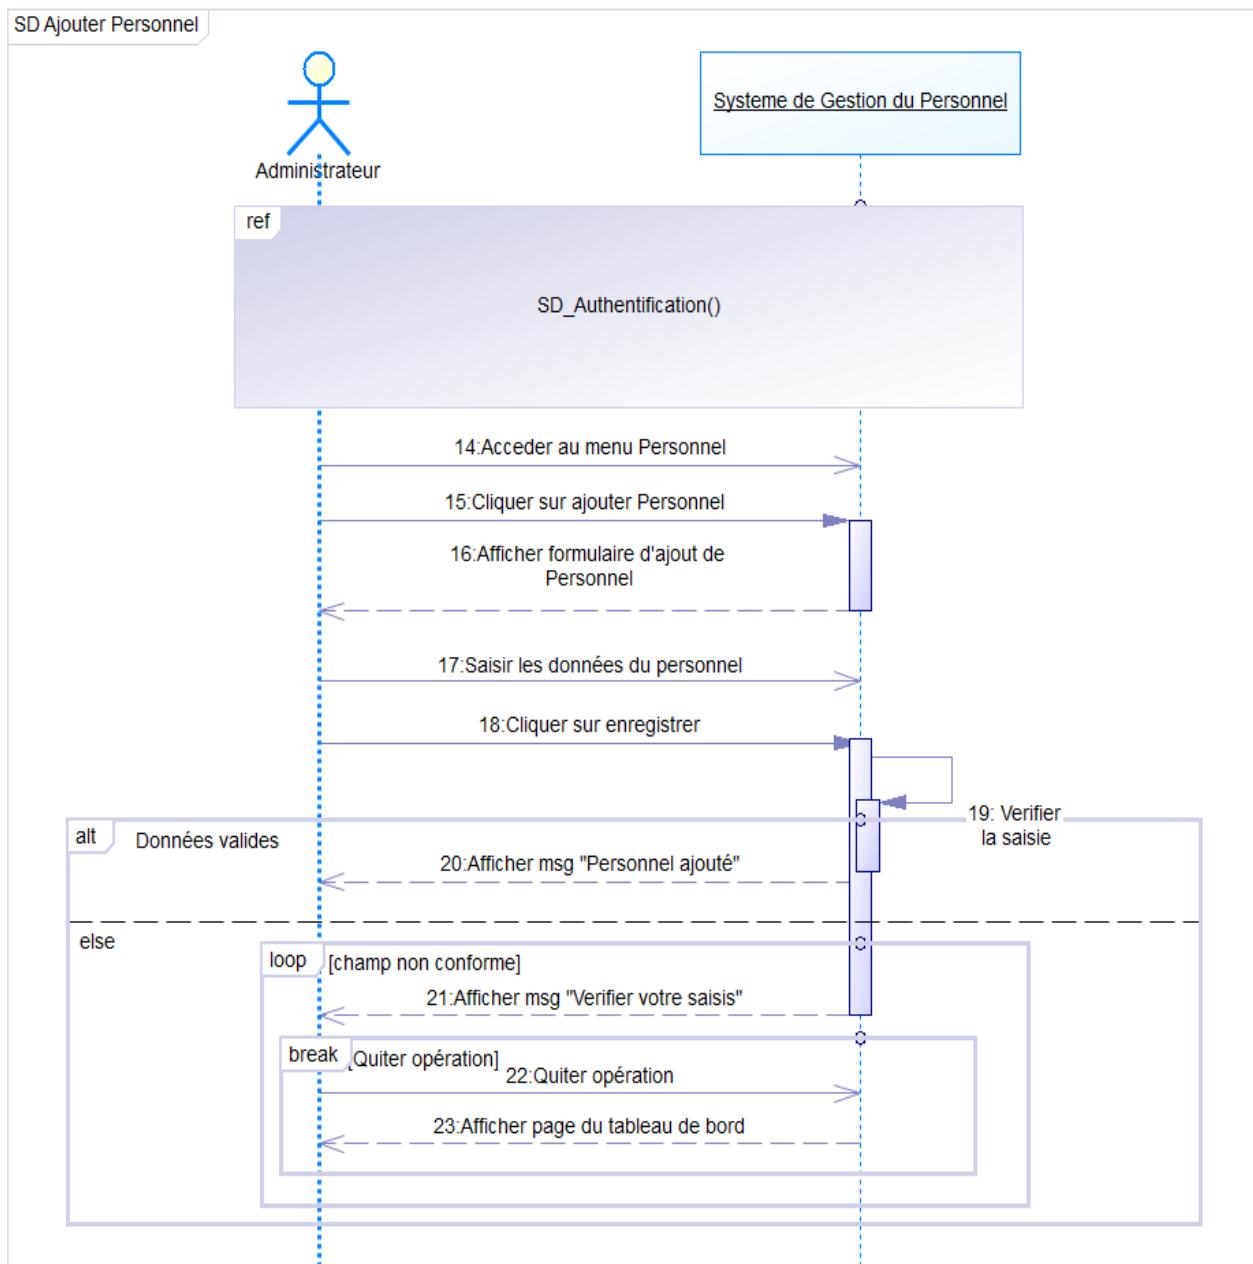 SD Ajouter Personnel
Systeme de Gestion du Personnel
Administrateur
ref
SD_Authentification()
14:Acceder au menu Personnel
15:Cliquer sur ajouter Personnel
16:Afficher formulaire d'ajout de
Personnel
17:Saisir les données du personnel
18:Cliquer sur enregistrer
19: Verifier
la saisie
alt
Données valides
20:Afficher msg "Personnel ajouté"
else
loop
[champ non conforme]
21:Afficher msg "Verifier votre saisis"
break
[Quiter opération]
22:Quiter opération
23:Afficher page du tableau de bord